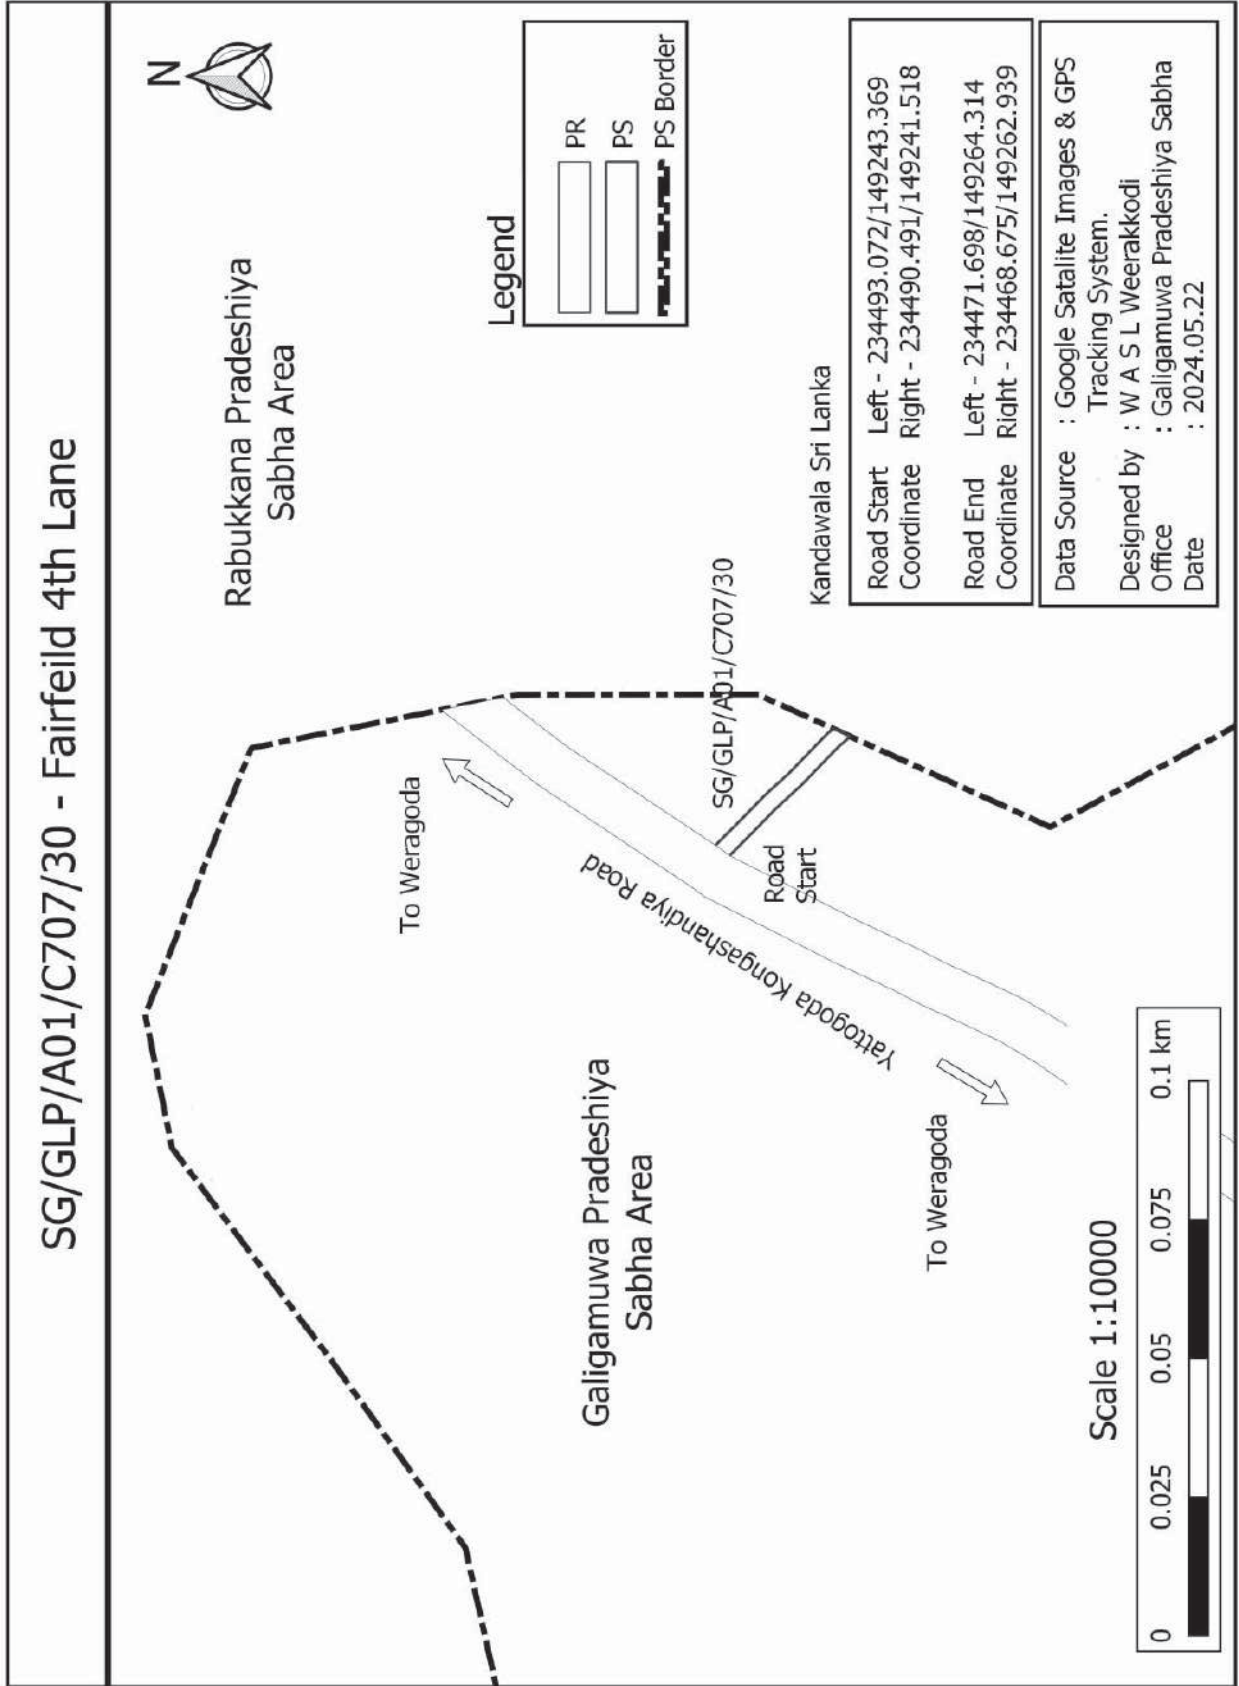 SG/GLP/A01/C707/30 - Fairfeild 4th Lane
N
Rabukkana Pradeshiya
Sabha Area
Legend
PR
PS
PS Border
To Weragoda
SG/GLP/A01/C707/30
Road
Start
Yattogoda Kongashandiya Road
Galigamuwa Pradeshiya
Sabha Area
To Weragoda
Kandawala Sri Lanka
Road Start Left - 234493.072/149243.369
Coordinate Right - 234490.491/149241.518
Road End Left - 234471.698/149264.314
Coordinate Right - 234468.675/149262.939
Data Source : Google Satalite Images & GPS
Tracking System.
Designed by : W A S L Weerakkodi
Office : Galigamuwa Pradeshiya Sabha
Date : 2024.05.22
Scale 1:10000
0 0.025 0.05 0.075 0.1 km